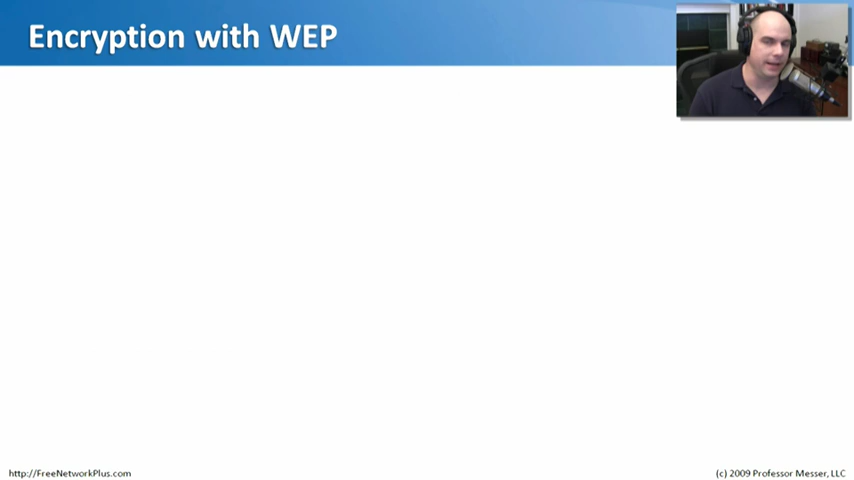 Encryption with WEP
http://FreeNetworkPlus.com
(c) 2009 Professor Messer, LLC